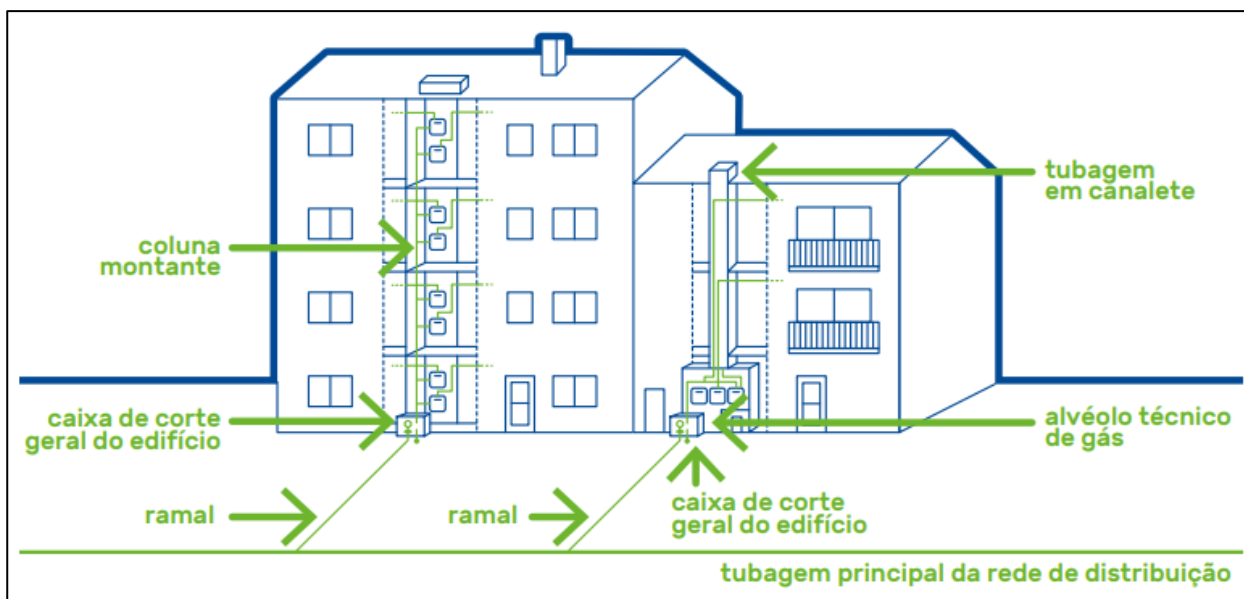 tubagem
em canalete
coluna
montante
caixa de corte
geral do edifício
alvéolo técnico
de gás
ramal
ramal
caixa de corte
geral do edifício
tubagem principal da rede de distribuição